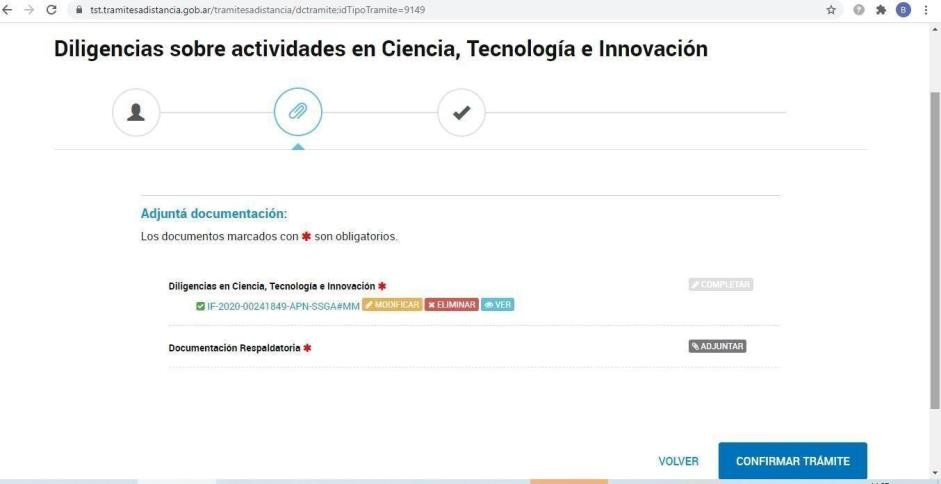 tst.tramitesadistancia.gob.ar/tramitesadistancia/dctramite;idTipoTramite=9149
B
Diligencias sobre actividades en Ciencia, Tecnología e Innovación
Adjuntá documentación:
Los documentos marcados con * son obligatorios.
Diligencias en Ciencia, Tecnología e Innovación * COMPLETAR
IF-2020-00241849-APN-SSGA#MM MODIFICAR ELIMINAR VER
Documentación Respaldatoria * ADJUNTAR
VOLVER CONFIRMAR TRÁMITE